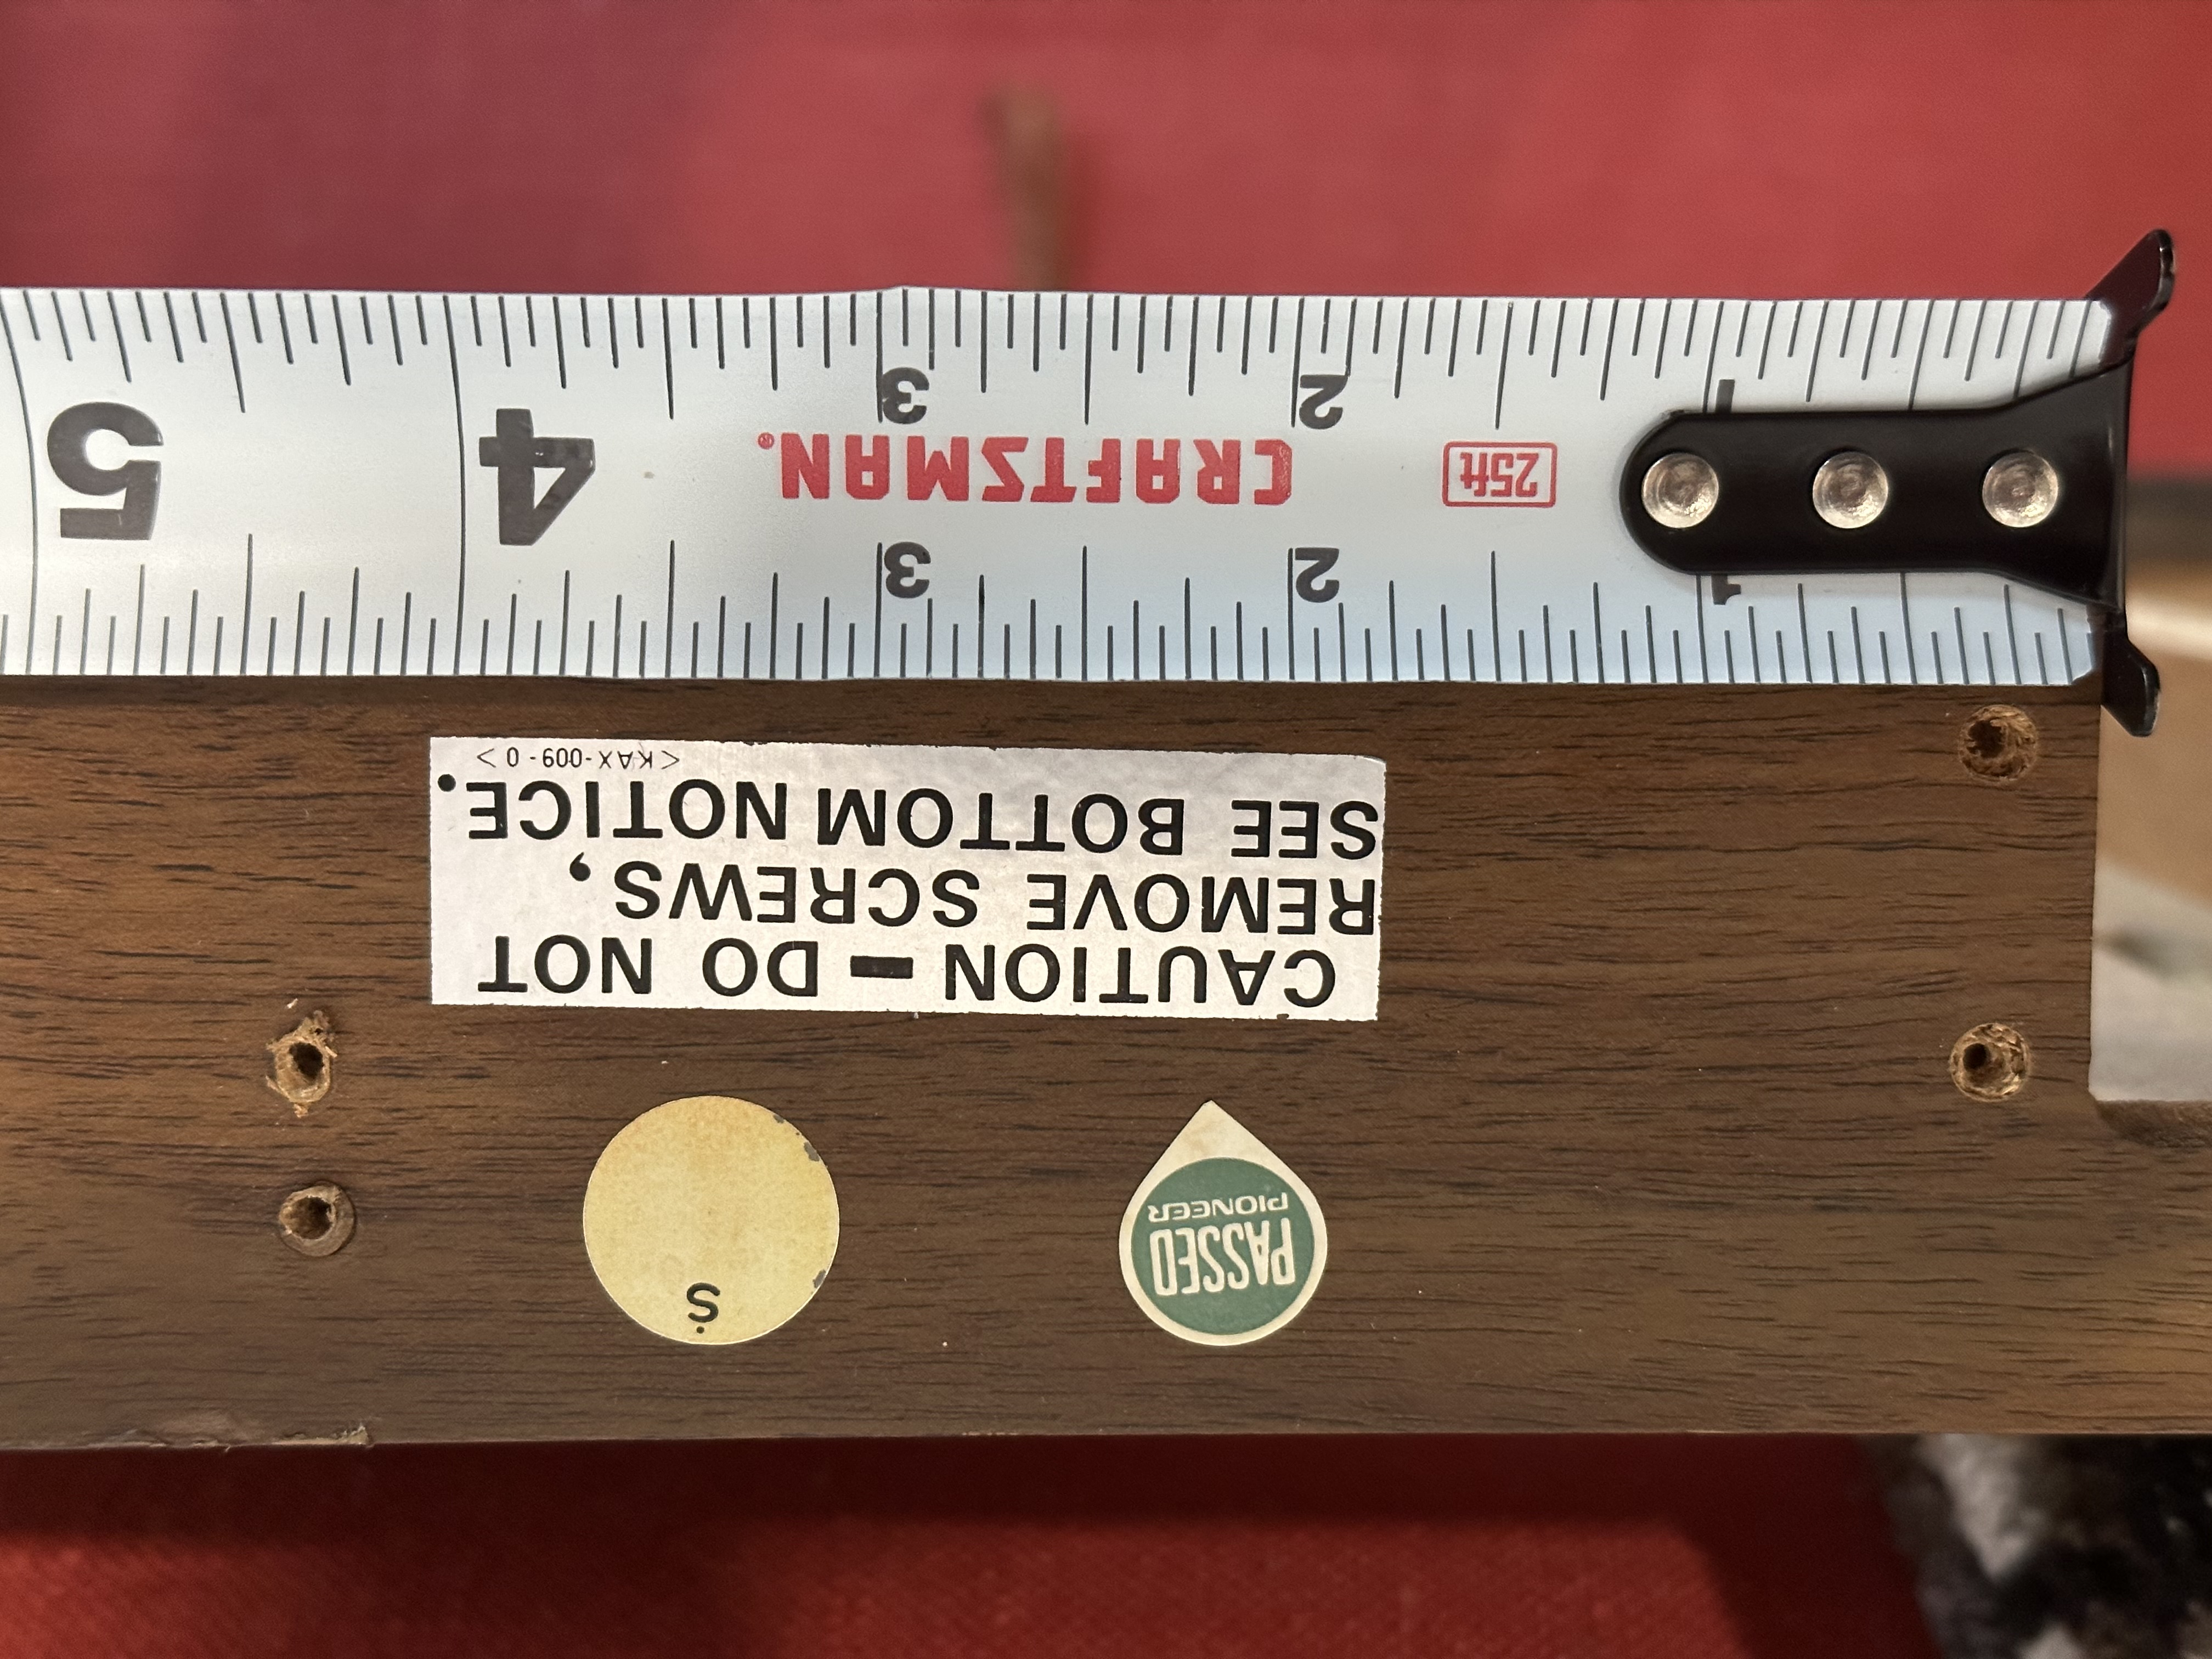 CAUTION — DO NOT
REMOVE SCREWS,
SEE BOTTOM NOTICE.
<KAX-009-0>
PASSED
PIONEER
S
1
2
3
4
5
25ft
CRAFTSMAN®
1
2
3